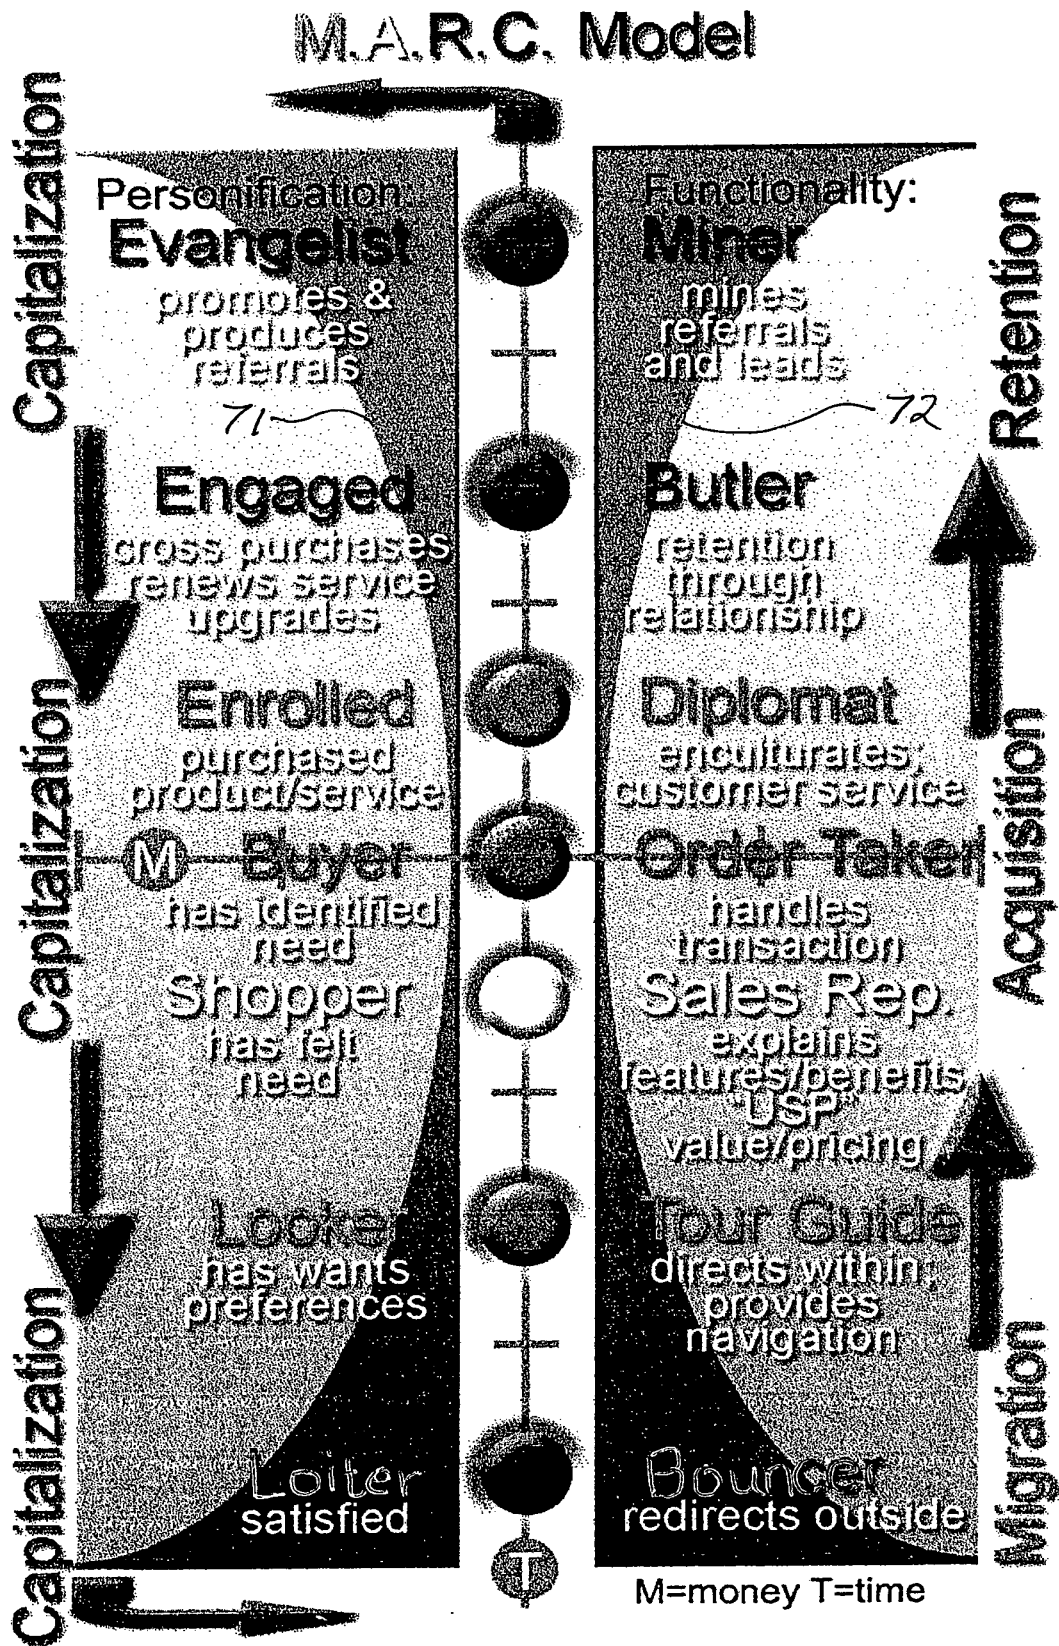 M.A.R.C. Model
Capitalization
Capitalization
Capitalization
Personification:
Evangelist
promotes &
produces
referrals
71
Engaged
cross purchases
renews service
upgrades
Enrolled
purchased
product/service
M
Buyer
has identified
need
Shopper
has felt
need
Looker
has wants
preferences
Loiter
satisfied
T
Functionality:
Miner
mines
referrals
and leads
72
Butler
retention
through
relationship
Diplomat
enculturates;
customer service
Order Taker
handles
transaction
Sales Rep.
explains
features/benefits
"USP"
value/pricing
Tour Guide
directs within;
provides
navigation
Bouncer
redirects outside
M=money T=time
Retention
Acquisition
Migration